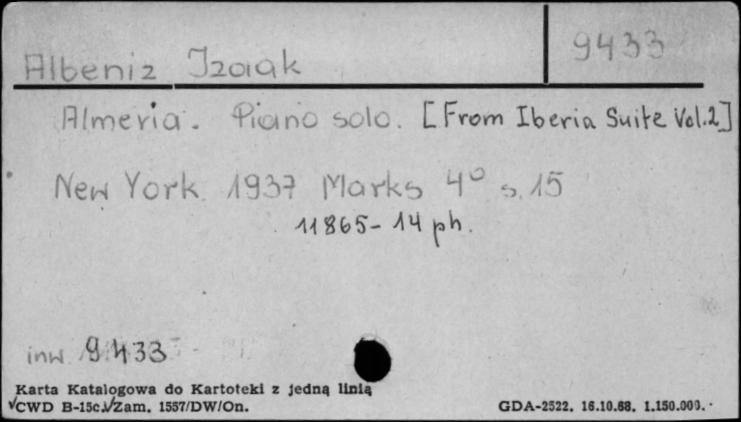 9433
Albeniz Izaak
Almeria. Piano solo. [From Iberia Suite Vol.2]
New York 1937 Marks 4° s. 15
11865-14 ph.
inw 9433
Karta Katalogowa do Kartoteki z jedną linią
CWD B-15c. Zam. 1557/DW/On.
GDA-2522. 16.10.68. 1.150.000.